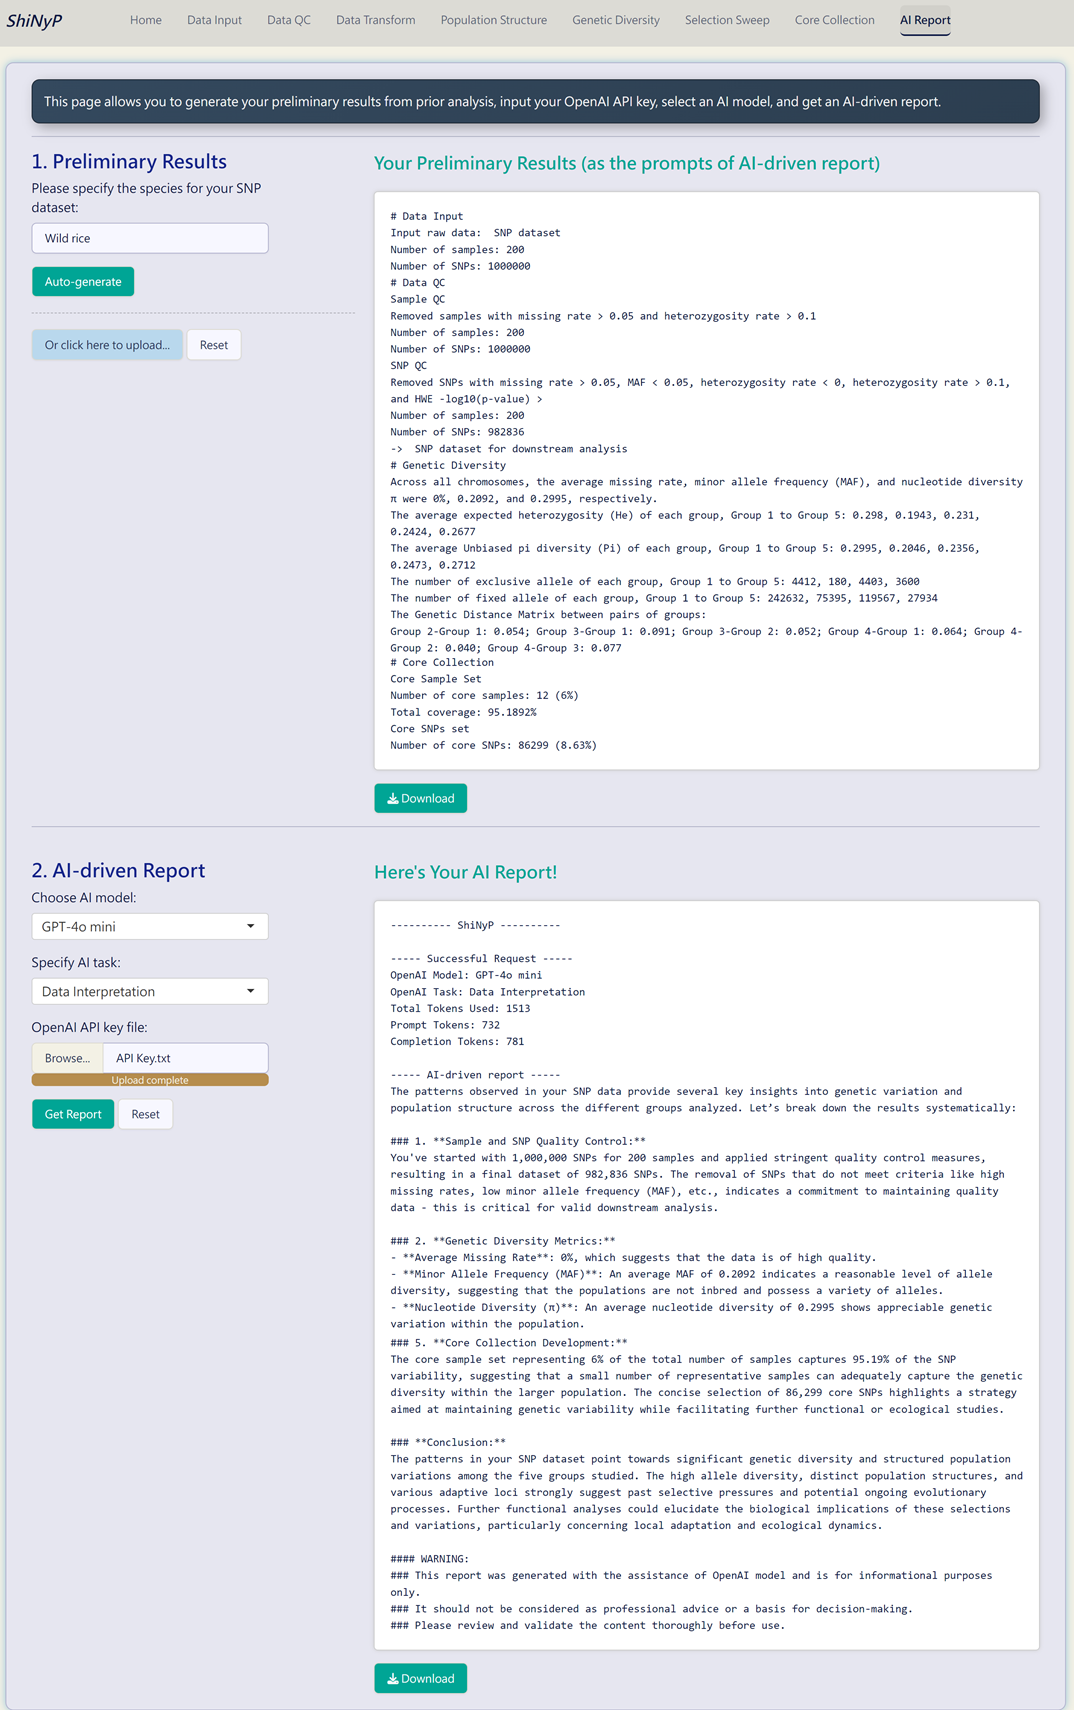 ShiNyP
Home
Data Input
Data QC
Data Transform
Population Structure
Genetic Diversity
Selection Sweep
Core Collection
AI Report
This page allows you to generate your preliminary results from prior analysis, input your OpenAI API key, select an AI model, and get an AI-driven report.
1. Preliminary Results
Please specify the species for your SNP
dataset:
Wild rice
Auto-generate
Or click here to upload...
Reset
Your Preliminary Results (as the prompts of AI-driven report)
# Data Input
Input raw data:  SNP dataset
Number of samples: 200
Number of SNPs: 1000000
# Data QC
Sample QC
Removed samples with missing rate > 0.05 and heterozygosity rate > 0.1
Number of samples: 200
Number of SNPs: 1000000
SNP QC
Removed SNPs with missing rate > 0.05, MAF < 0.05, heterozygosity rate < 0, heterozygosity rate > 0.1,
and HWE -log10(p-value) >
Number of samples: 200
Number of SNPs: 982836
->  SNP dataset for downstream analysis
# Genetic Diversity
Across all chromosomes, the average missing rate, minor allele frequency (MAF), and nucleotide diversity
π were 0%, 0.2092, and 0.2995, respectively.
The average expected heterozygosity (He) of each group, Group 1 to Group 5: 0.298, 0.1943, 0.231,
0.2424, 0.2677
The average Unbiased pi diversity (Pi) of each group, Group 1 to Group 5: 0.2995, 0.2046, 0.2356,
0.2473, 0.2712
The number of exclusive allele of each group, Group 1 to Group 5: 4412, 180, 4403, 3600
The number of fixed allele of each group, Group 1 to Group 5: 242632, 75395, 119567, 27934
The Genetic Distance Matrix between pairs of groups:
Group 2-Group 1: 0.054; Group 3-Group 1: 0.091; Group 3-Group 2: 0.052; Group 4-Group 1: 0.064; Group 4-
Group 2: 0.040; Group 4-Group 3: 0.077
# Core Collection
Core Sample Set
Number of core samples: 12 (6%)
Total coverage: 95.1892%
Core SNPs set
Number of core SNPs: 86299 (8.63%)
Download
2. AI-driven Report
Choose AI model:
GPT-4o mini
Specify AI task:
Data Interpretation
OpenAI API key file:
Browse...
API Key.txt
Upload complete
Get Report
Reset
Here's Your AI Report!
---------- ShiNyP ----------
----- Successful Request -----
OpenAI Model: GPT-4o mini
OpenAI Task: Data Interpretation
Total Tokens Used: 1513
Prompt Tokens: 732
Completion Tokens: 781
----- AI-driven report -----
The patterns observed in your SNP data provide several key insights into genetic variation and
population structure across the different groups analyzed. Let’s break down the results systematically:
### 1. **Sample and SNP Quality Control:**
You've started with 1,000,000 SNPs for 200 samples and applied stringent quality control measures,
resulting in a final dataset of 982,836 SNPs. The removal of SNPs that do not meet criteria like high
missing rates, low minor allele frequency (MAF), etc., indicates a commitment to maintaining quality
data - this is critical for valid downstream analysis.
### 2. **Genetic Diversity Metrics:**
- **Average Missing Rate**: 0%, which suggests that the data is of high quality.
- **Minor Allele Frequency (MAF)**: An average MAF of 0.2092 indicates a reasonable level of allele
diversity, suggesting that the populations are not inbred and possess a variety of alleles.
- **Nucleotide Diversity (π)**: An average nucleotide diversity of 0.2995 shows appreciable genetic
variation within the population.
### 5. **Core Collection Development:**
The core sample set representing 6% of the total number of samples captures 95.19% of the SNP
variability, suggesting that a small number of representative samples can adequately capture the genetic
diversity within the larger population. The concise selection of 86,299 core SNPs highlights a strategy
aimed at maintaining genetic variability while facilitating further functional or ecological studies.
### **Conclusion:**
The patterns in your SNP dataset point towards significant genetic diversity and structured population
variations among the five groups studied. The high allele diversity, distinct population structures, and
various adaptive loci strongly suggest past selective pressures and potential ongoing evolutionary
processes. Further functional analyses could elucidate the biological implications of these selections
and variations, particularly concerning local adaptation and ecological dynamics.
#### WARNING:
### This report was generated with the assistance of OpenAI model and is for informational purposes
only.
### It should not be considered as professional advice or a basis for decision-making.
### Please review and validate the content thoroughly before use.
Download